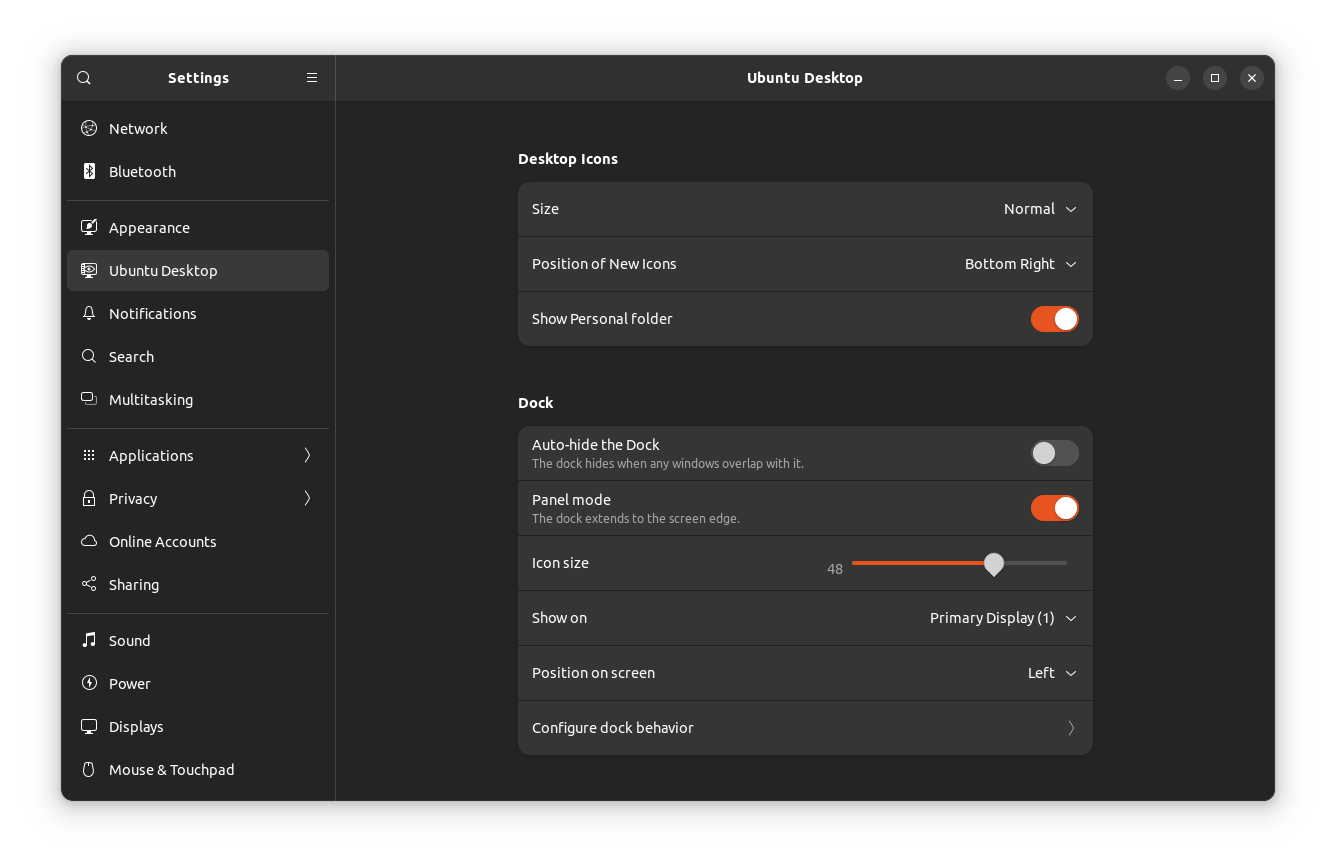 Settings
Ubuntu Desktop
Network
Bluetooth
Appearance
Ubuntu Desktop
Notifications
Search
Multitasking
Applications
Privacy
Online Accounts
Sharing
Sound
Power
Displays
Mouse & Touchpad
Desktop Icons
Size
Normal
Position of New Icons
Bottom Right
Show Personal folder
Dock
Auto-hide the Dock
The dock hides when any windows overlap with it.
Panel mode
The dock extends to the screen edge.
Icon size
48
Show on
Primary Display (1)
Position on screen
Left
Configure dock behavior